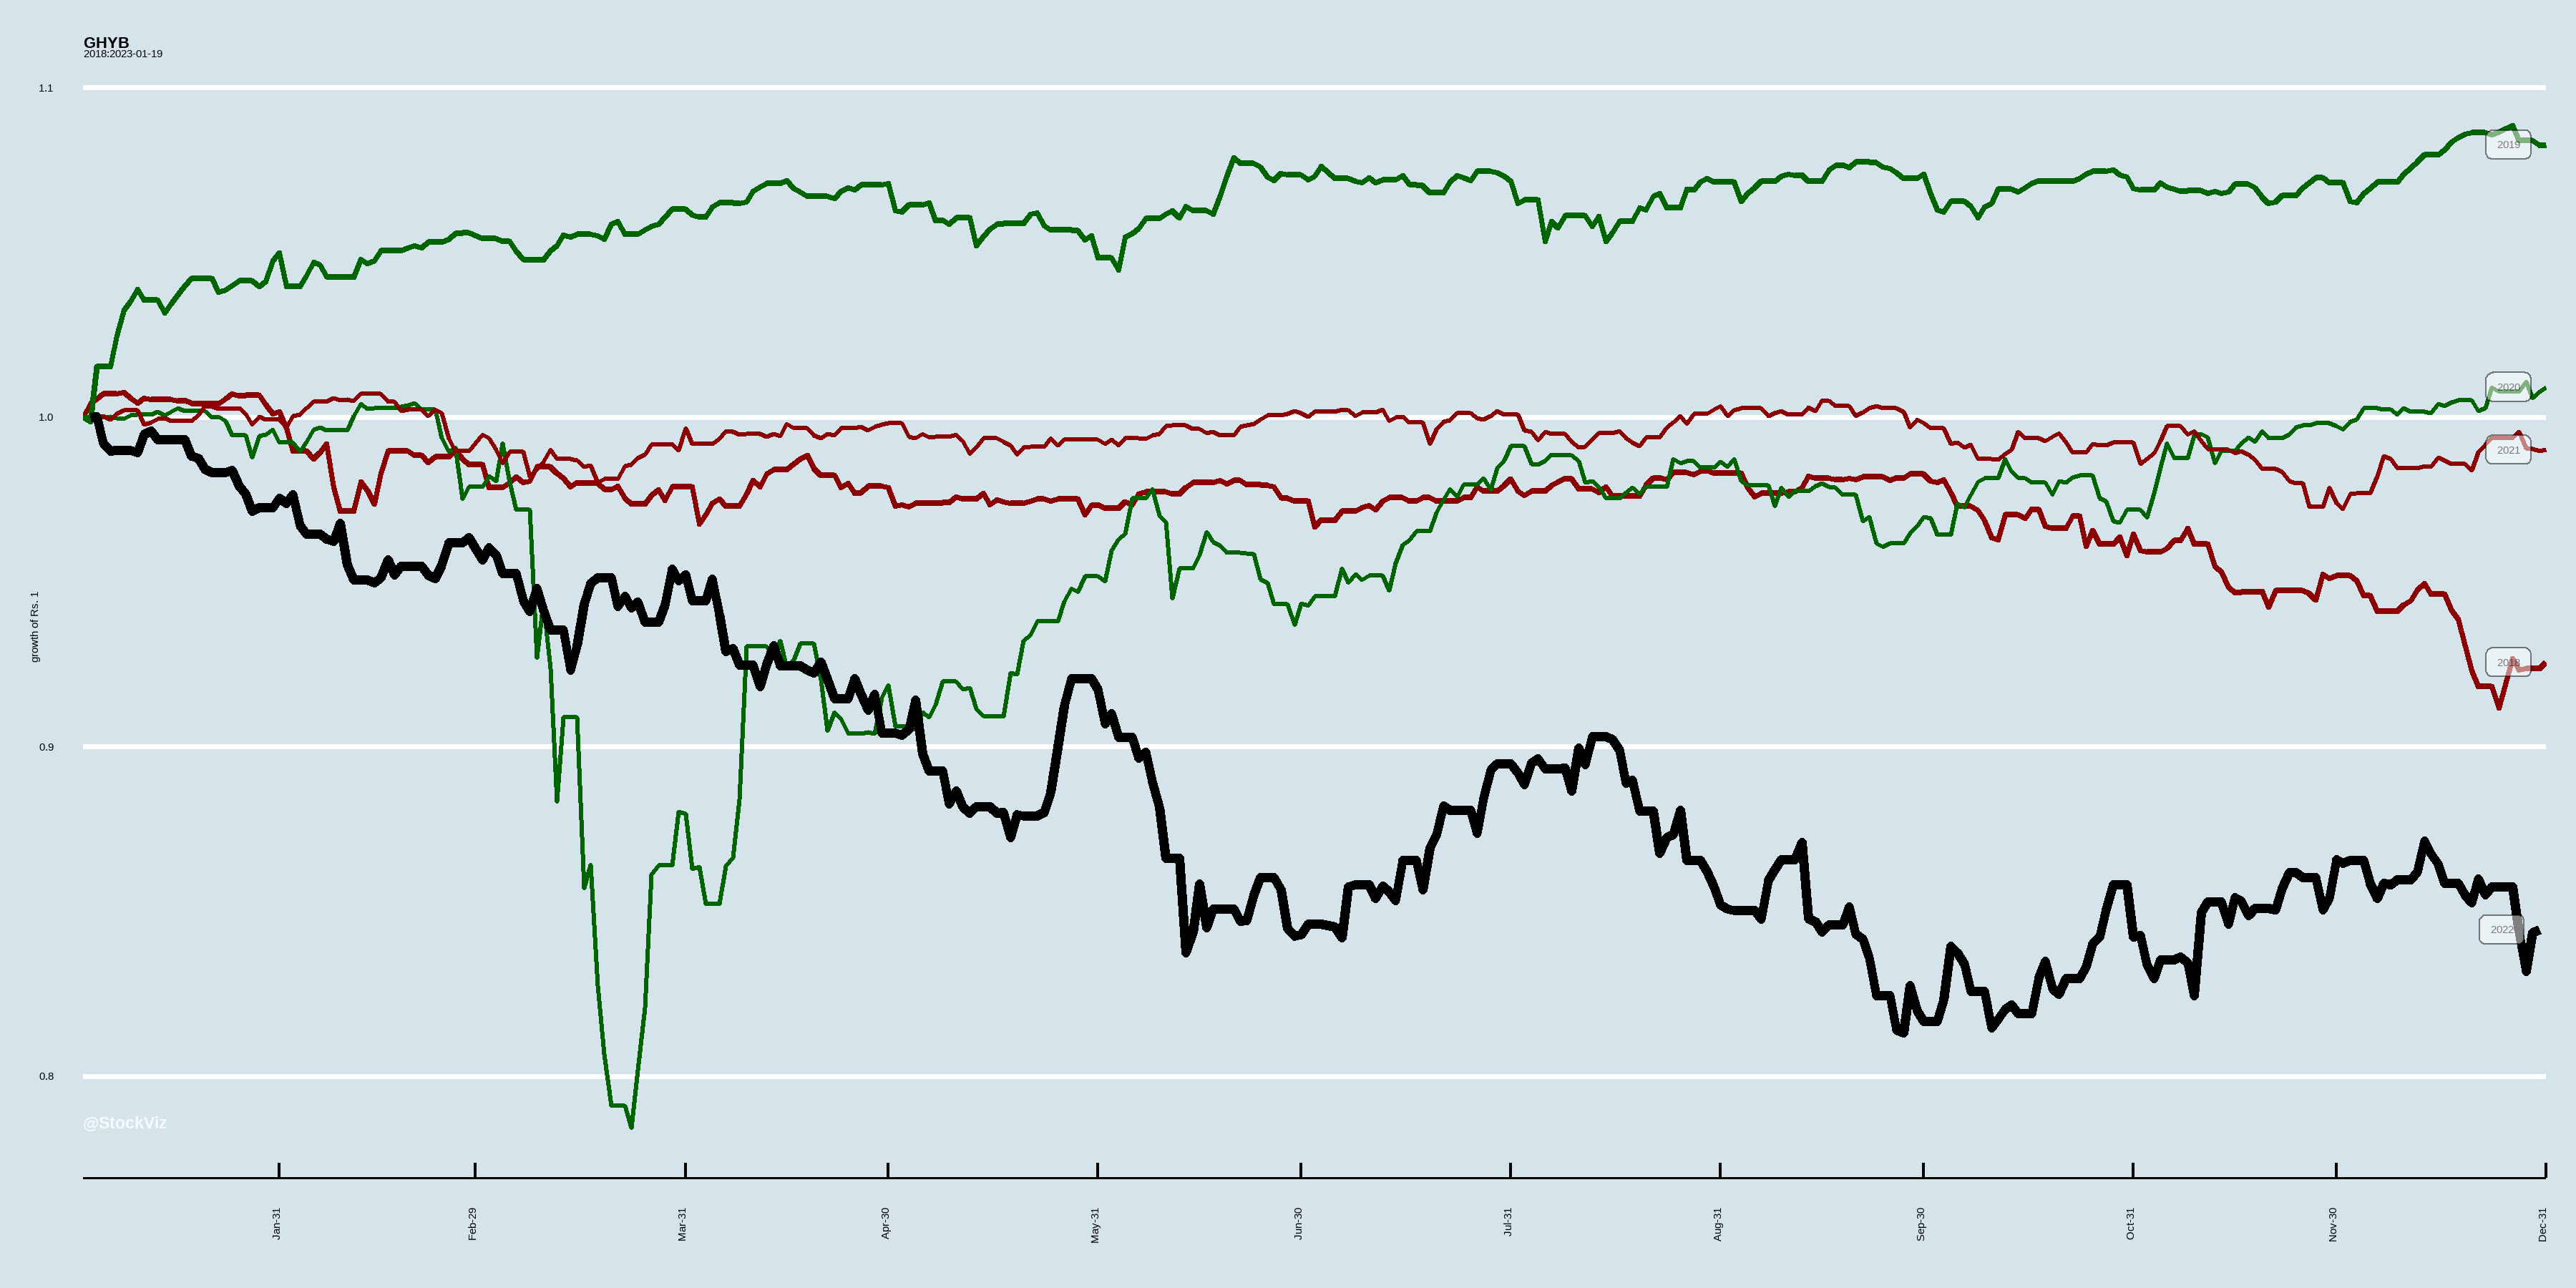 GHYB
2018:2023-01-19
1.1
1.0
0.9
0.8
growth of Rs. 1
2019
2020
2021
2018
2022
@StockViz
Jan-31
Feb-29
Mar-31
Apr-30
May-31
Jun-30
Jul-31
Aug-31
Sep-30
Oct-31
Nov-30
Dec-31